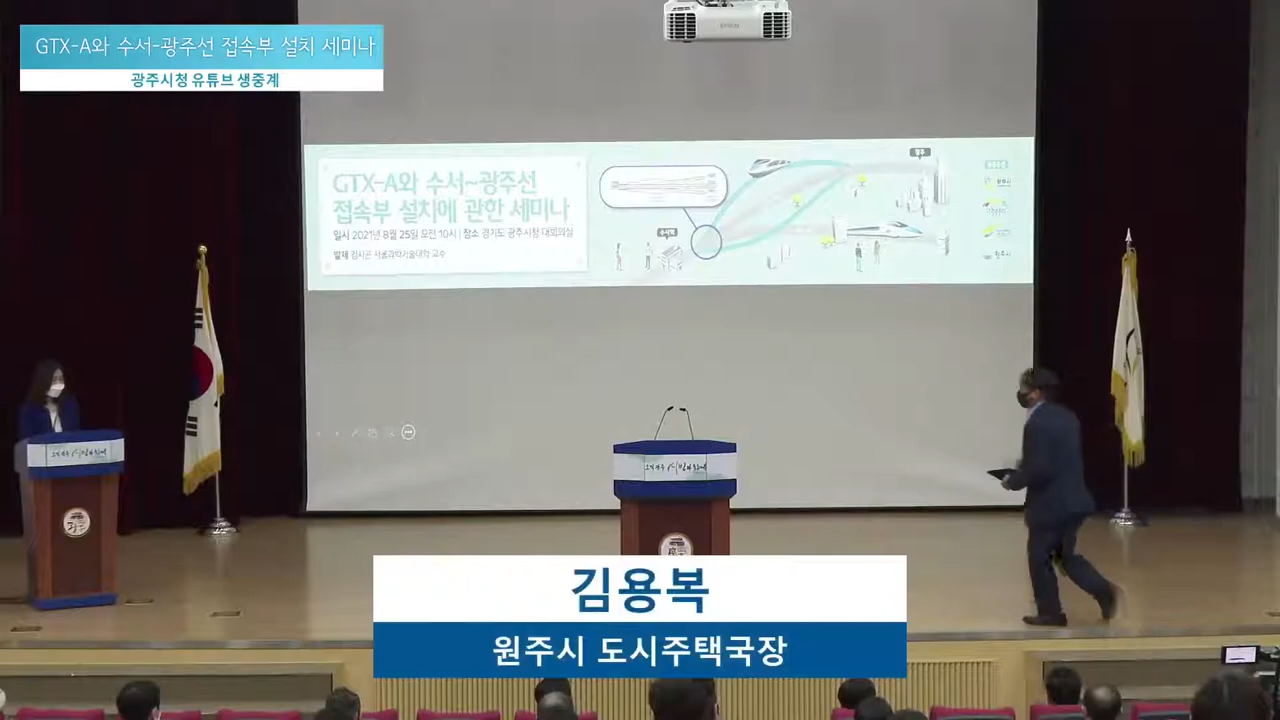 GTX-A와 수서-광주선 접속부 설치 세미나
광주시청 유튜브 생중계
EPSON
GTX-A와 수서~광주선
접속부 설치에 관한 세미나
일시 2021년 8월 25일 오전 10시 | 장소 경기도 광주시청 대회의실
발제 김시곤 서울과학기술대학 교수
수서역
광주
원주시
김용복
원주시 도시주택국장